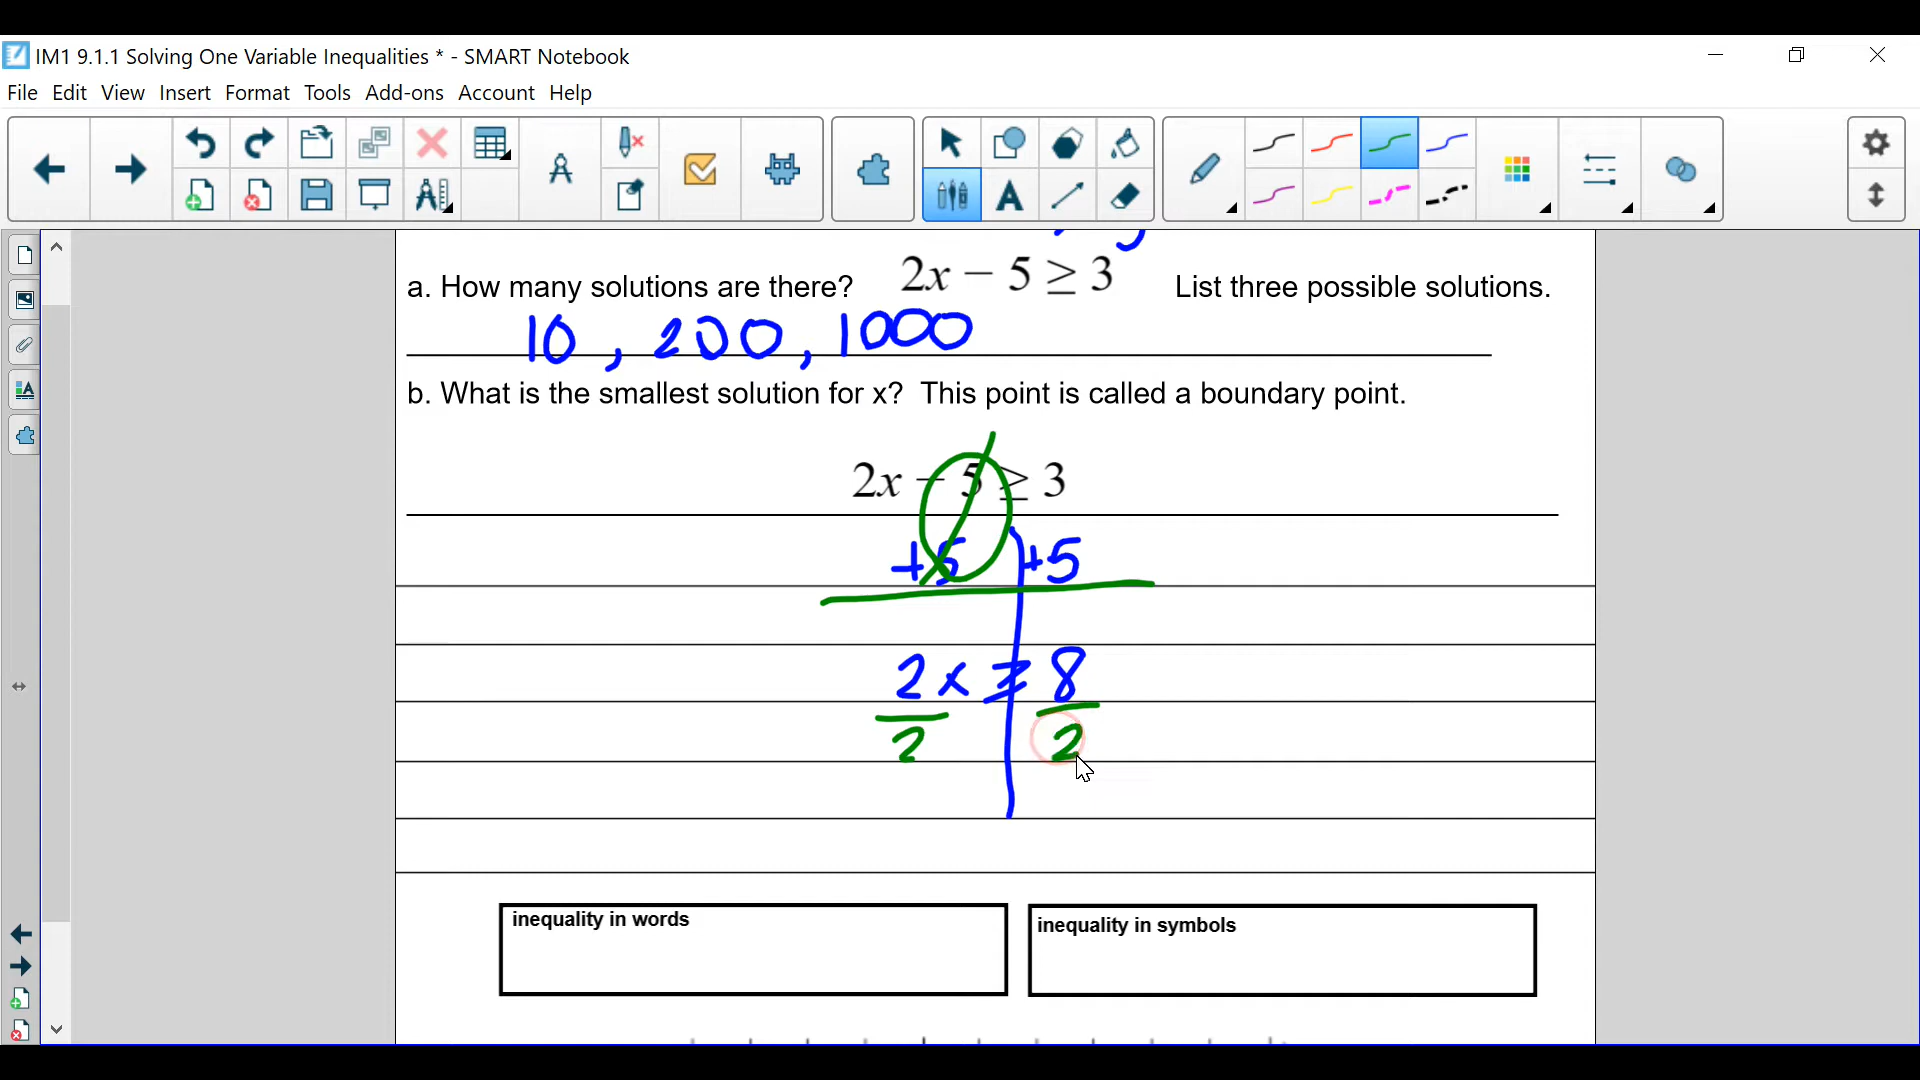 IM1 9.1.1 Solving One Variable Inequalities * - SMART Notebook
File Edit View Insert Format Tools Add-ons Account Help
a. How many solutions are there? 2x − 5 ≥ 3 List three possible solutions.
10 , 200 , 1000
b. What is the smallest solution for x? This point is called a boundary point.
2x − 5 ≥ 3
+5 +5
2x ≥ 8
2 2
inequality in words
inequality in symbols